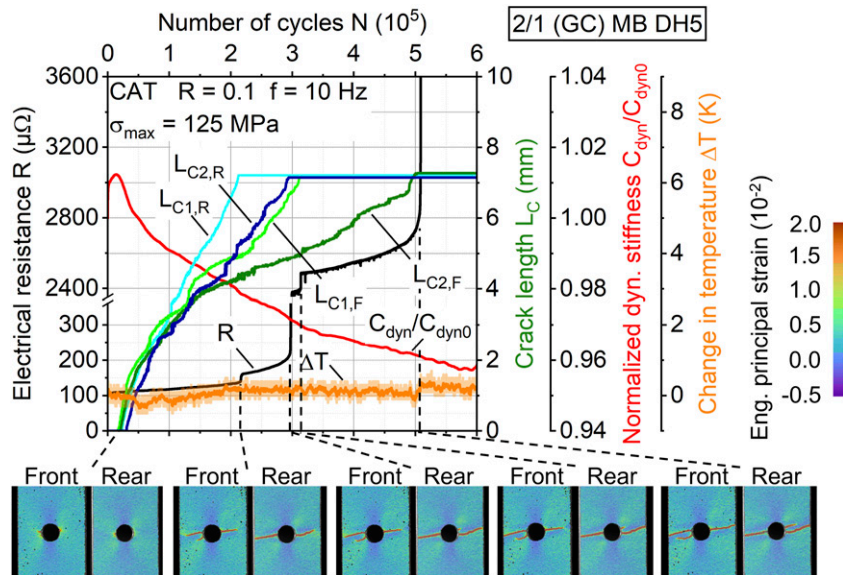 Number of cycles N (10⁵)
2/1 (GC) MB DH5
0 1 2 3 4 5 6
CAT R = 0.1 f = 10 Hz
σmax = 125 MPa
LC2,R
LC1,R
LC2,F
LC1,F
Cdyn/Cdyn0
R
ΔT
Electrical resistance R (µΩ)
3600
3000
2800
2400
300
200
100
0
Crack length LC (mm)
10
8
6
4
2
0
Normalized dyn. stiffness Cdyn/Cdyn0
1.04
1.02
1.00
0.98
0.96
0.94
Change in temperature ΔT (K)
8
6
4
2
0
Eng. principal strain (10⁻²)
2.0
1.5
1.0
0.5
0.0
-0.5
Front Rear Front Rear Front Rear Front Rear Front Rear